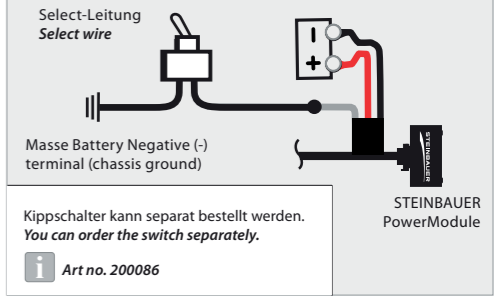 Select-Leitung
Select wire
-
+
Masse Battery Negative (-)
terminal (chassis ground)
STEINBAUER
STEINBAUER
PowerModule
Kippschalter kann separat bestellt werden.
You can order the switch separately.
i
Art no. 200086